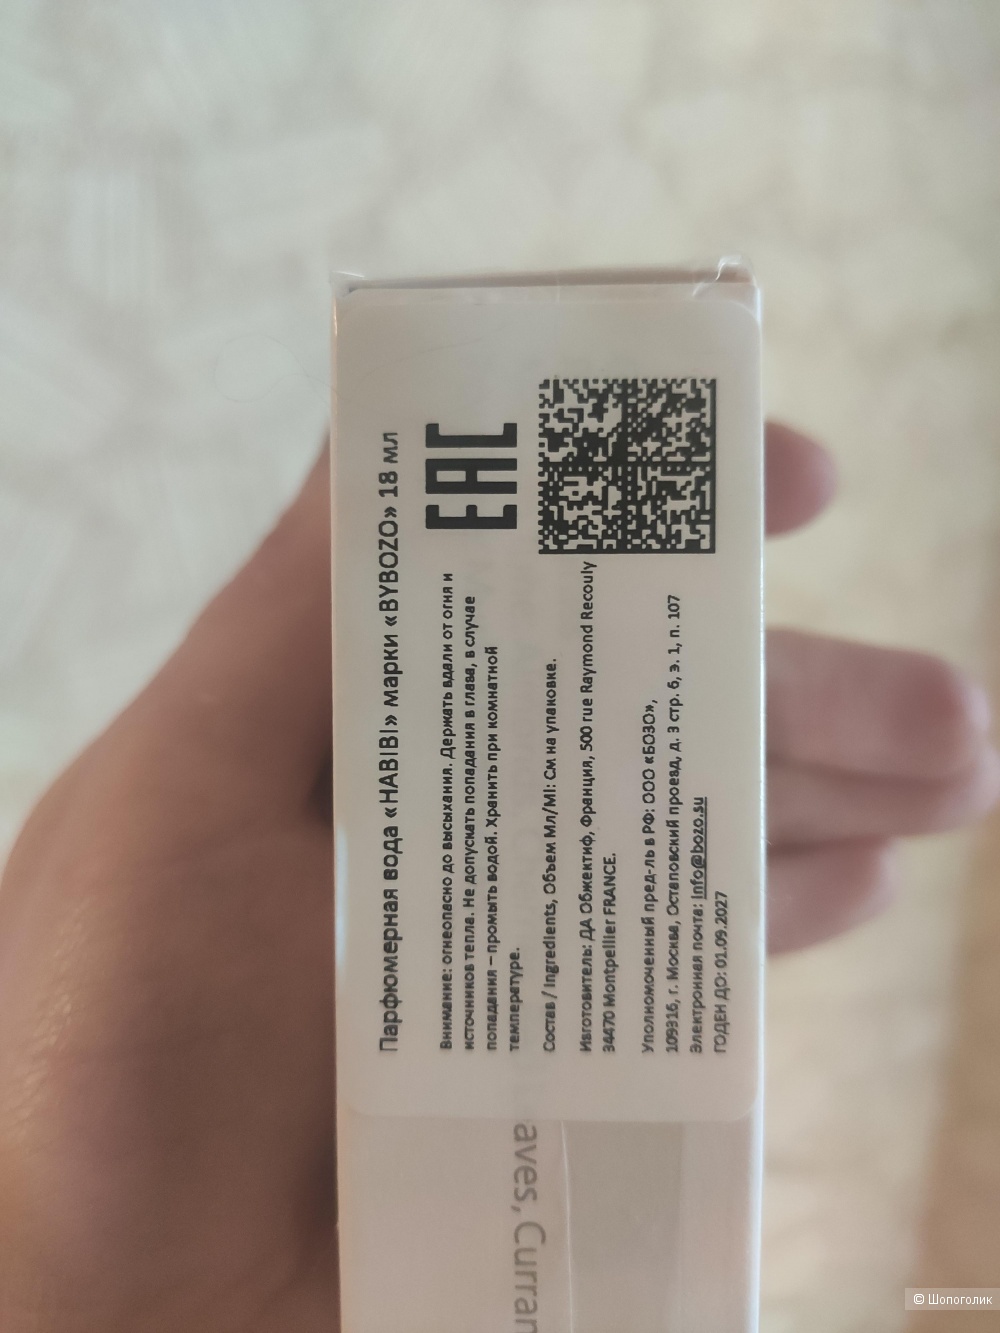 Парфюмерная вода «HABIBI» марки «BYBOZO» 18 мл
Внимание: огнеопасно до высыхания. Держать вдали от огня и
источников тепла. Не допускать попадания в глаза, в случае
попадания – промыть водой. Хранить при комнатной
температуре.
Состав / Ingredients, Объем Мл/Ml: См на упаковке.
Изготовитель: ДА Обжектиф, Франция, 500 rue Raymond Recouly
34470 Montpellier FRANCE.
Уполномоченный пред-ль в РФ: ООО «БОЗО»,
109316, г. Москва, Остаповский проезд, д. 3 стр. 6, э. 1, п. 107
Электронная почта: info@bozo.su
ГОДЕН ДО: 01.09.2027
EAC
aves, Curran
© Шопоголик